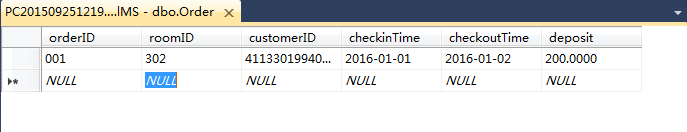 PC201509251219....lMS - dbo.Order
orderID roomID customerID checkinTime checkoutTime deposit
001 302 41133019940... 2016-01-01 2016-01-02 200.0000
NULL NULL NULL NULL NULL NULL